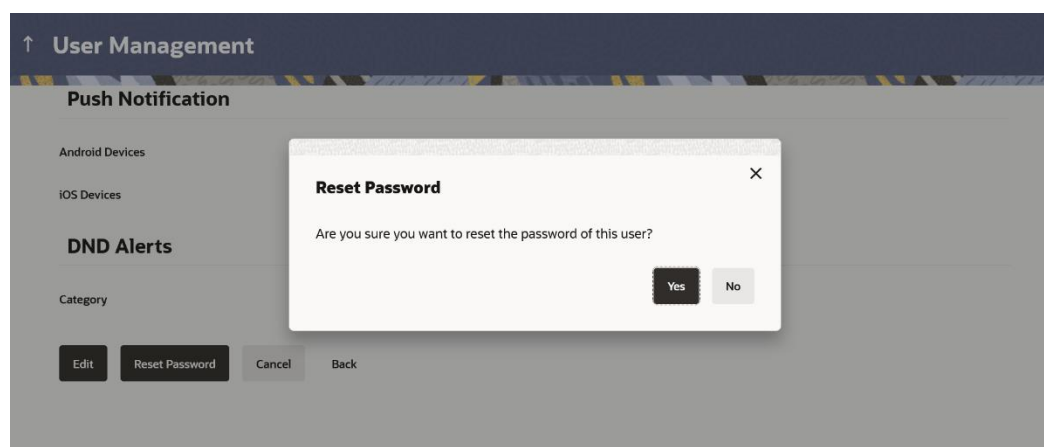 User Management
Push Notification
Android Devices
iOS Devices
DND Alerts
Category
Edit Reset Password Cancel Back
Reset Password
Are you sure you want to reset the password of this user?
Yes No